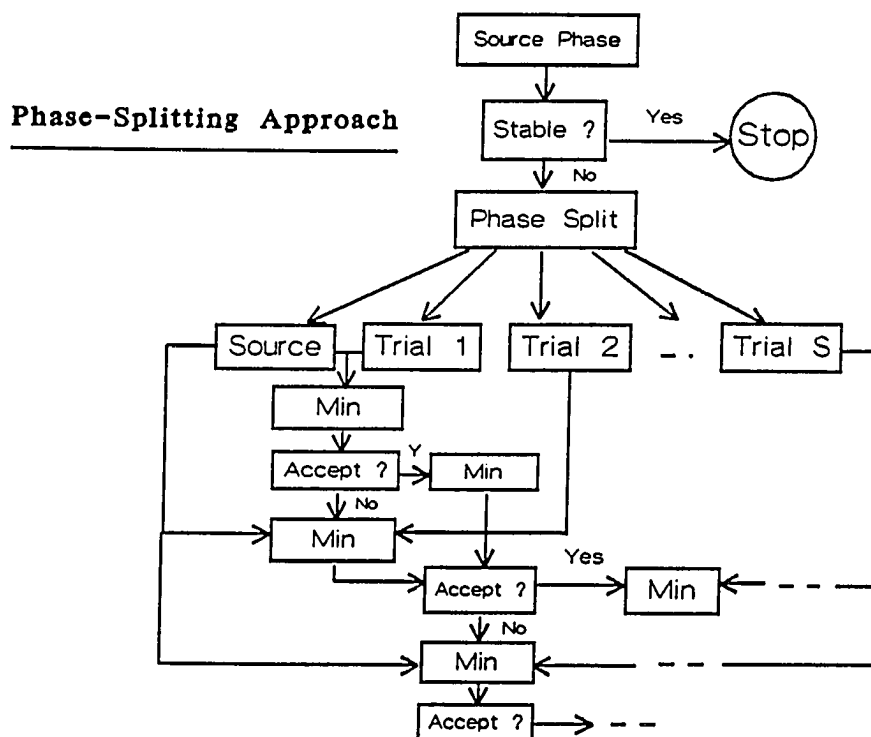 Source Phase
Phase-Splitting Approach
Stable ?
Yes
Stop
No
Phase Split
Source
Trial 1
Trial 2
Trial S
Min
Accept ?
Y
Min
No
Min
Yes
Accept ?
Min
No
Min
Accept ?